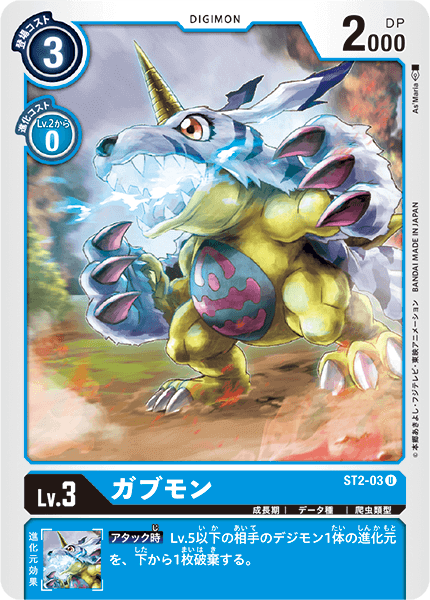 登場コスト
3
DIGIMON
DP
2000
進化コスト
Lv.2から
0
As'Maria
BANDAI MADE IN JAPAN
©本郷あきよし・フジテレビ・東映アニメーション
ST2-03 U
Lv.3
ガブモン
成長期 | データ種 | 爬虫類型
進化元効果
アタック時 Lv.5以下の相手のデジモン1体の進化元
を、下から1枚破棄する。